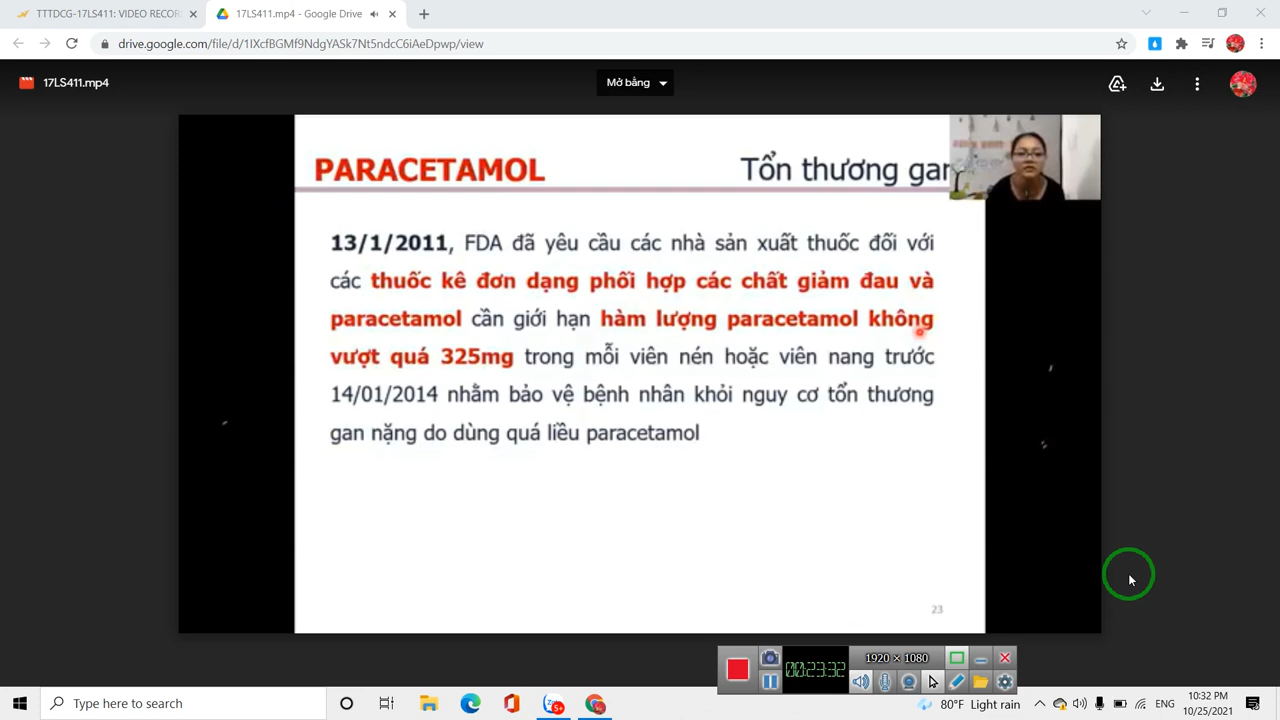 TTTDCG-17LS411: VIDEO RECOR
17LS411.mp4 - Google Drive
drive.google.com/file/d/1IXcfBGMf9NdgYASk7Nt5ndcC6iAeDpwp/view
17LS411.mp4
Mở bằng
PARACETAMOL
Tổn thương gan
13/1/2011, FDA đã yêu cầu các nhà sản xuất thuốc đối với
các thuốc kê đơn dạng phối hợp các chất giảm đau và
paracetamol cần giới hạn hàm lượng paracetamol không
vượt quá 325mg trong mỗi viên nén hoặc viên nang trước
14/01/2014 nhằm bảo vệ bệnh nhân khỏi nguy cơ tổn thương
gan nặng do dùng quá liều paracetamol
23
00:23:32
1920 × 1080
Type here to search
5+
80°F Light rain
ENG
10:32 PM
10/25/2021